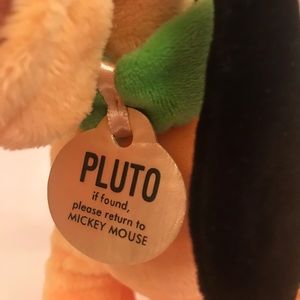 PLUTO
if found,
please return to
MICKEY MOUSE